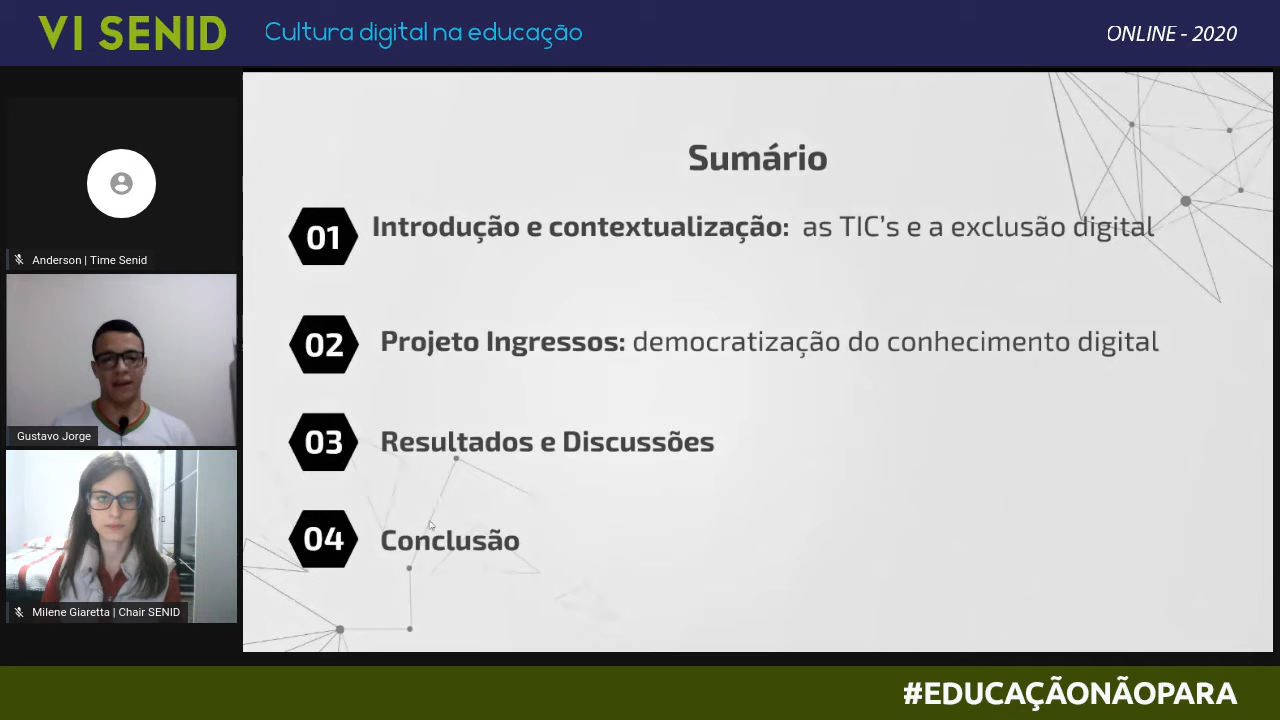 VI SENID
Cultura digital na educação
ONLINE - 2020
Anderson | Time Senid
Gustavo Jorge
Milene Giaretta | Chair SENID
Sumário
01
Introdução e contextualização: as TIC's e a exclusão digital
02
Projeto Ingressos: democratização do conhecimento digital
03
Resultados e Discussões
04
Conclusão
#EDUCAÇÃONÃOPARA